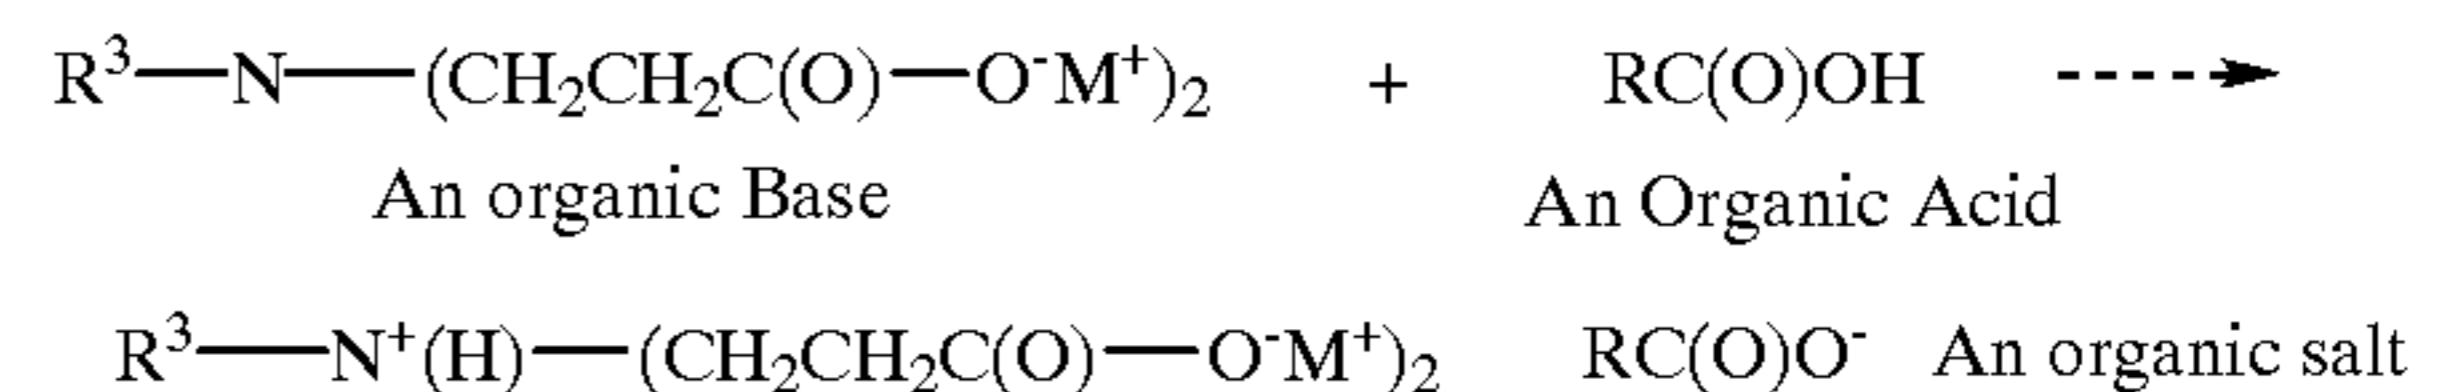 R³—N—(CH₂CH₂C(O)—O⁻M⁺)₂ + RC(O)OH
An organic Base An Organic Acid
R³—N⁺(H)—(CH₂CH₂C(O)—O⁻M⁺)₂ RC(O)O⁻ An organic salt